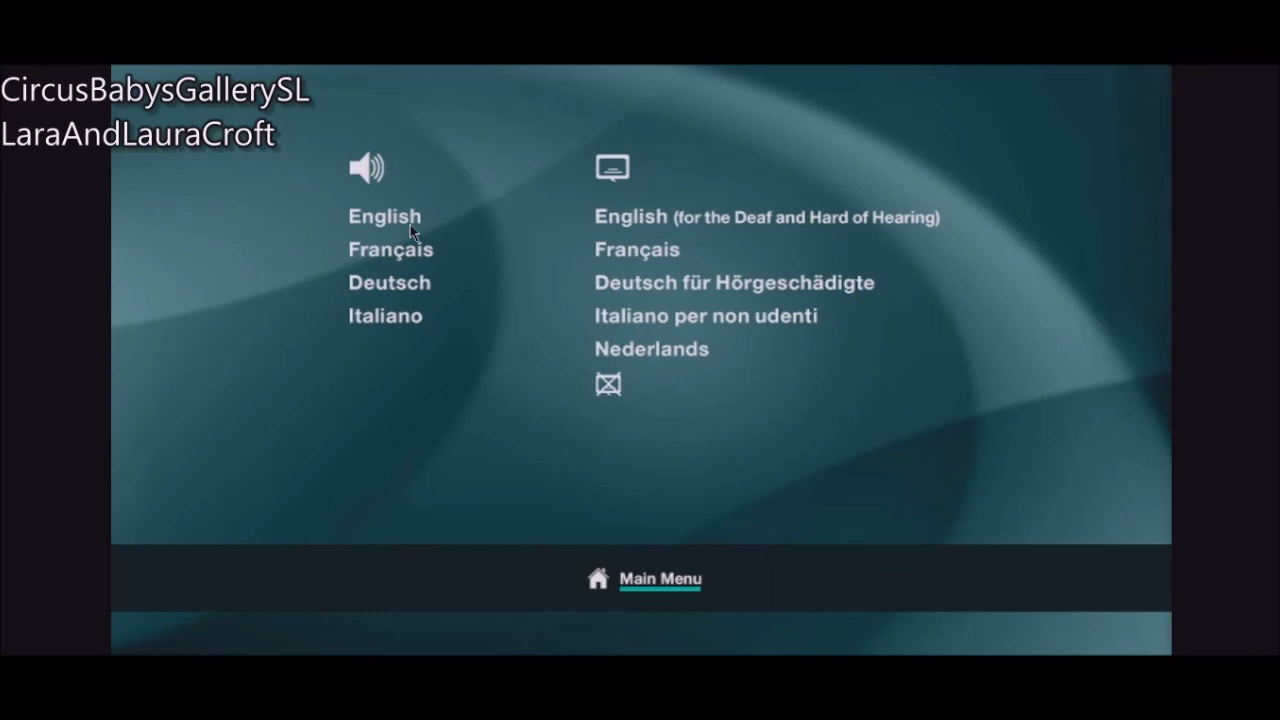 CircusBabysGallerySL
LaraAndLauraCroft
English
Français
Deutsch
Italiano
English (for the Deaf and Hard of Hearing)
Français
Deutsch für Hörgeschädigte
Italiano per non udenti
Nederlands
Main Menu